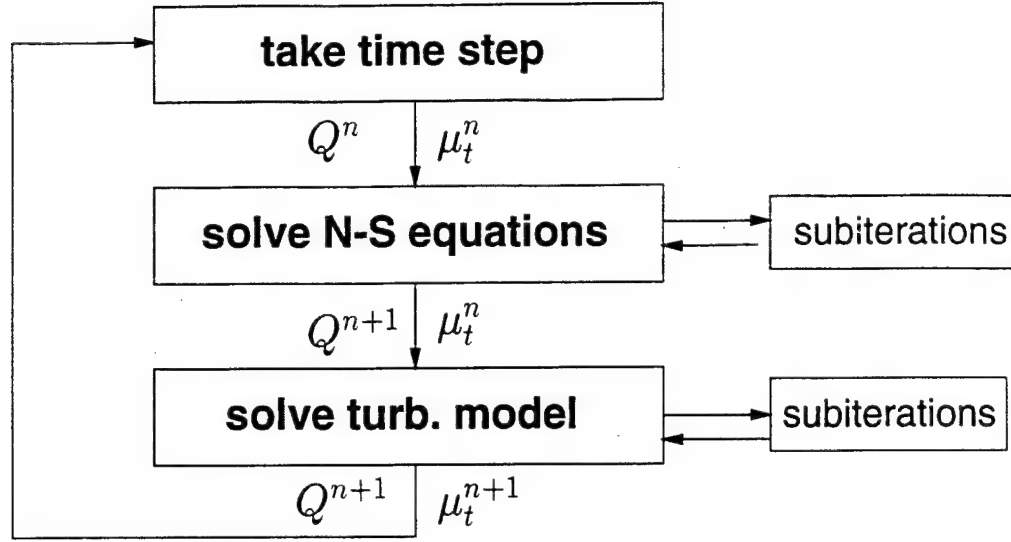 take time step
Q^n μ_t^n
solve N-S equations
subiterations
Q^{n+1} μ_t^n
solve turb. model
subiterations
Q^{n+1} μ_t^{n+1}